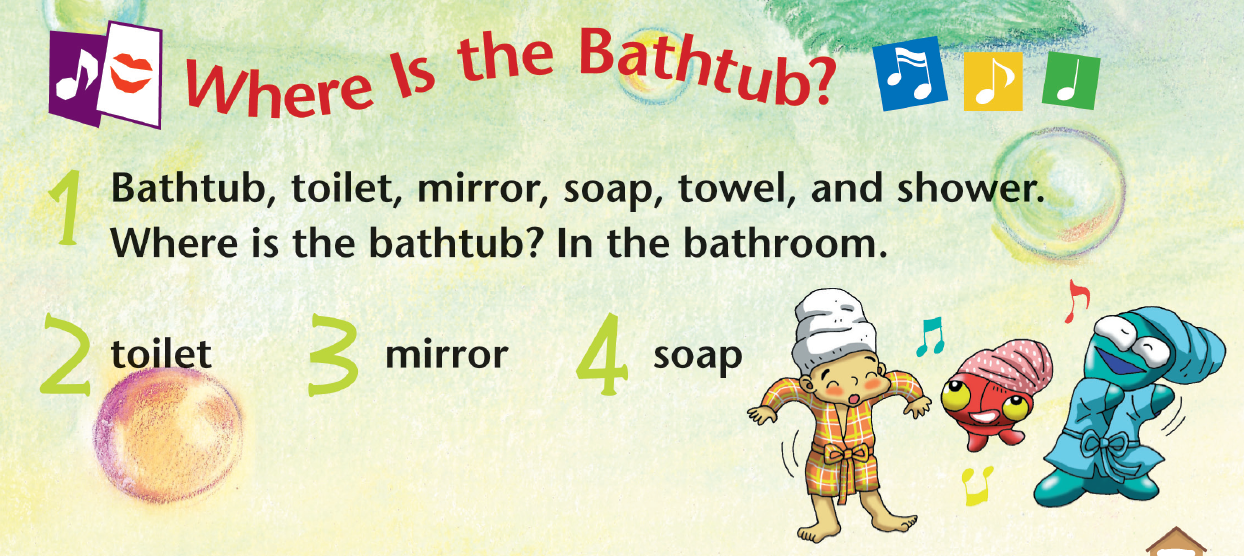 Where Is the Bathtub?
1 Bathtub, toilet, mirror, soap, towel, and shower.
Where is the bathtub? In the bathroom.
2 toilet 3 mirror 4 soap